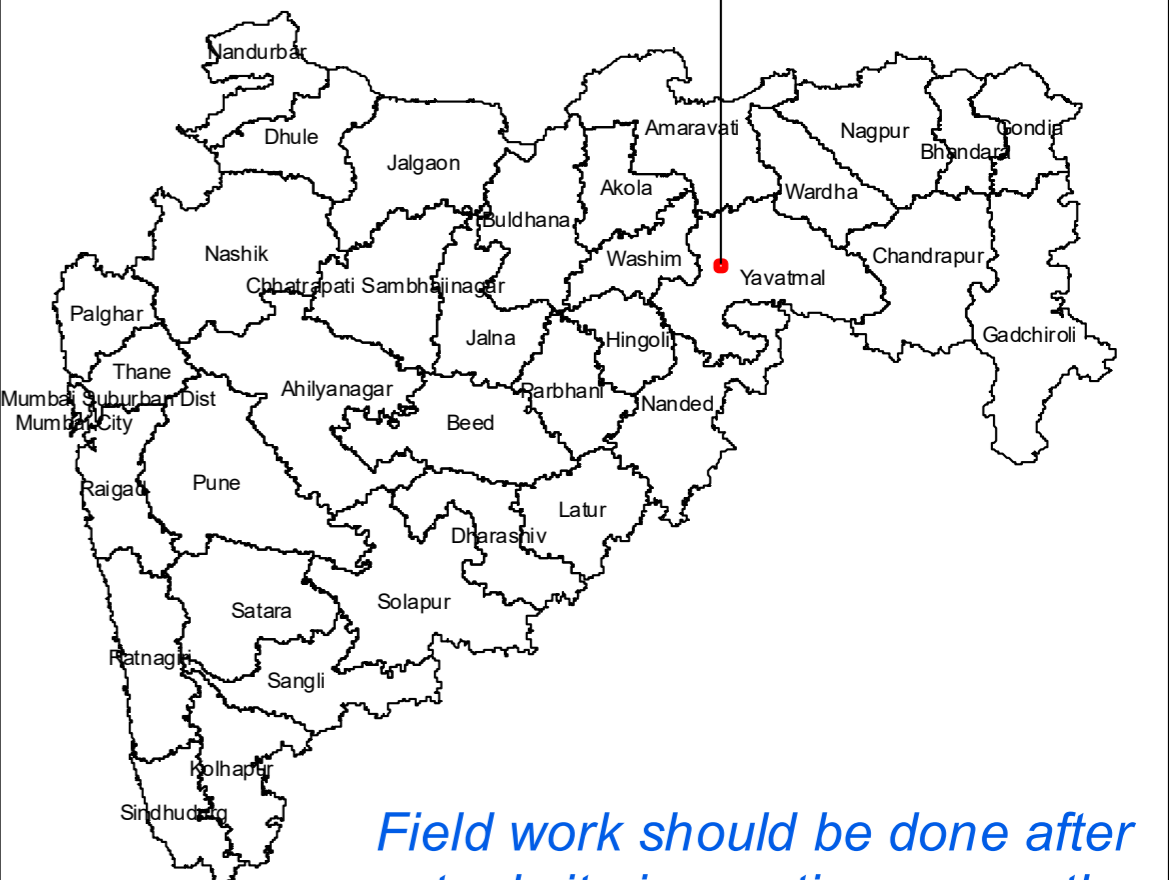 Nandurbar
Dhule
Jalgaon
Amaravati
Nagpur
Gondia
Bhandara
Akola
Wardha
Buldhana
Nashik
Washim
Chandrapur
Yavatmal
Chhatrapati Sambhajinagar
Palghar
Jalna
Hingoli
Gadchiroli
Thane
Ahilyanagar
Parbhani
Mumbai Suburban Dist
Nanded
Mumbai City
Beed
Raigad
Pune
Latur
Dharashiv
Solapur
Satara
Ratnagiri
Sangli
Kolhapur
Sindhudurg
Field work should be done after